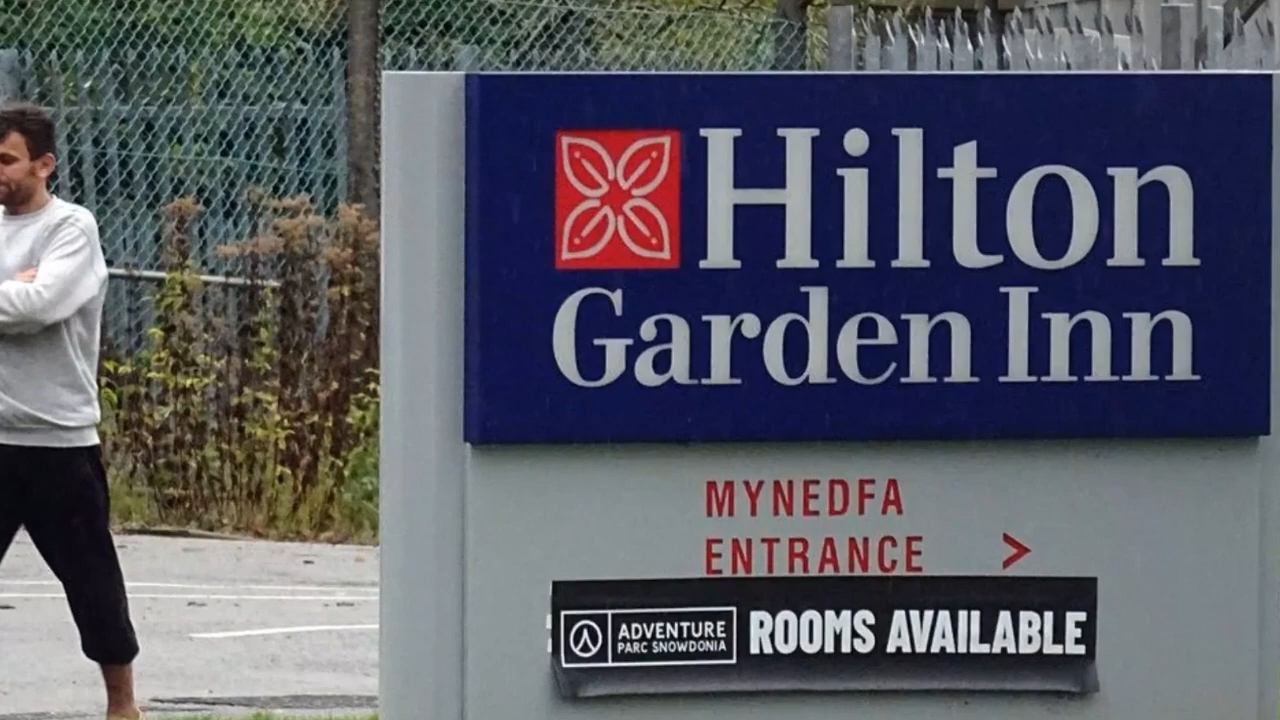 Hilton
Garden Inn
MYNEDFA
ENTRANCE >
ADVENTURE
PARC SNOWDONIA
ROOMS AVAILABLE